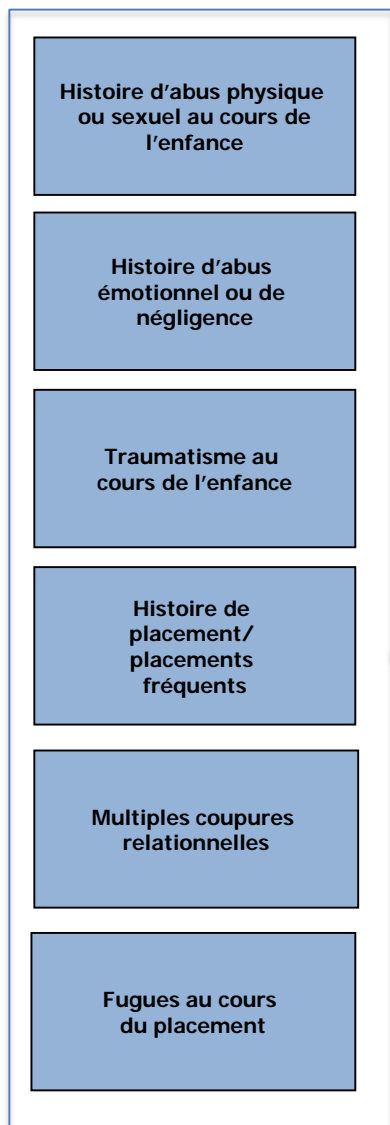 Histoire d'abus physique
ou sexuel au cours de
l'enfance
Histoire d'abus
émotionnel ou de
négligence
Traumatisme au
cours de l'enfance
Histoire de
placement/
placements
fréquents
Multiples coupures
relationnelles
Fugues au cours
du placement